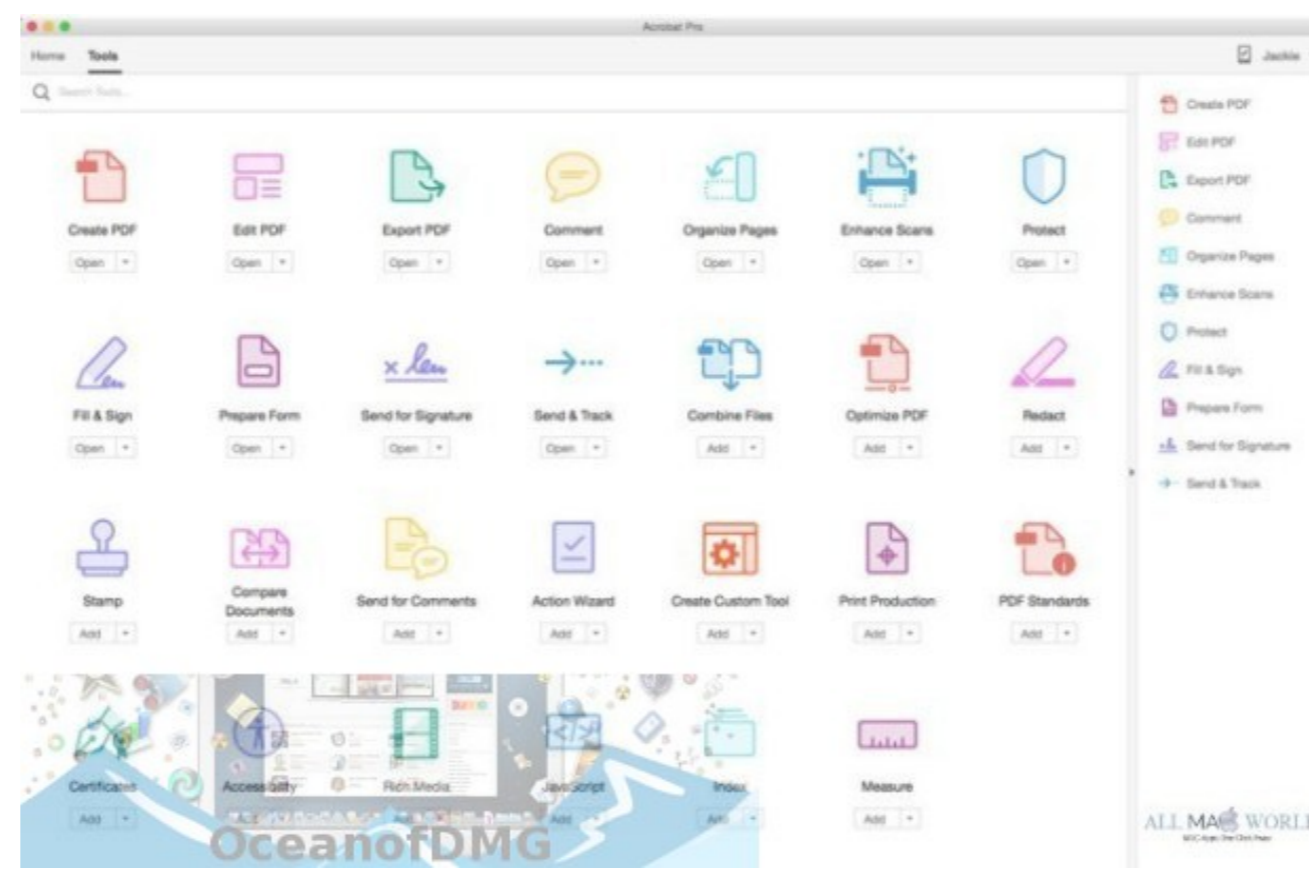 Acrobat Pro
Home Tools Jackie
Search Tools...
Create PDF Edit PDF Export PDF Comment Organize Pages Enhance Scans Protect
Open Open Open Open Open Open Open
Fill & Sign Prepare Form Send for Signature Send & Track Combine Files Optimize PDF Redact
Open Open Open Open Add Add Add
Stamp Compare Documents Send for Comments Action Wizard Create Custom Tool Print Production PDF Standards
Add Add Add Add Add Add Add
Certificates Accessibility Rich Media JavaScript Index Measure
Add Add Add Add Add Add
OceanofDMG
Create PDF
Edit PDF
Export PDF
Comment
Organize Pages
Enhance Scans
Protect
Fill & Sign
Prepare Form
Send for Signature
Send & Track
ALL MAC WORL